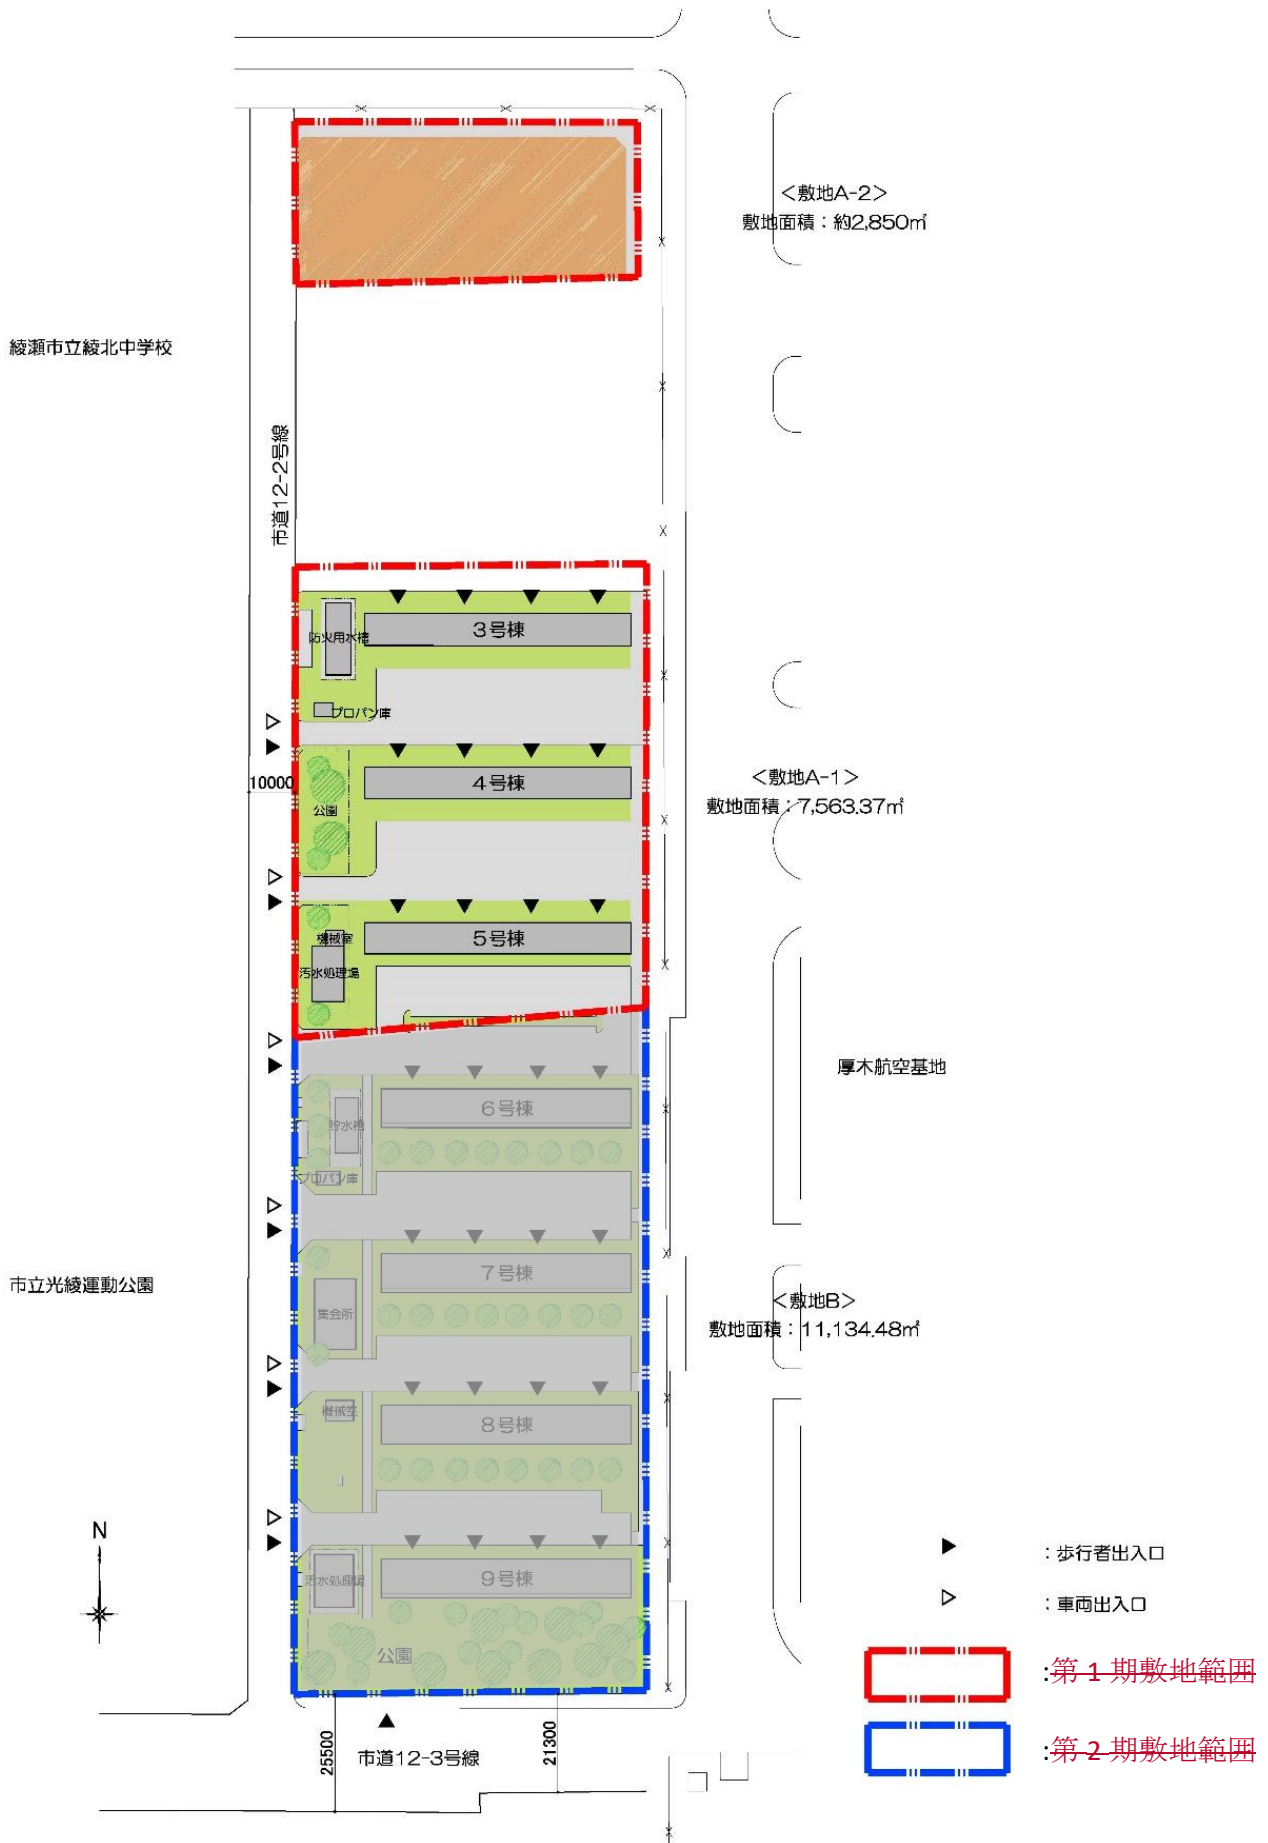 <敷地A-2>
敷地面積：約2,850㎡
綾瀬市立綾北中学校
市道12-2号線
3号棟
防火用水槽
プロパン庫
4号棟
10000
公園
<敷地A-1>
敷地面積：7,563.37㎡
5号棟
機械室
汚水処理場
厚木航空基地
6号棟
貯水槽
プロパン庫
7号棟
市立光綾運動公園
集会所
<敷地B>
敷地面積：11,134.48㎡
8号棟
機械室
N
9号棟
汚水処理場
公園
：歩行者出入口
：車両出入口
:第1期敷地範囲
:第2期敷地範囲
25500
21300
市道12-3号線